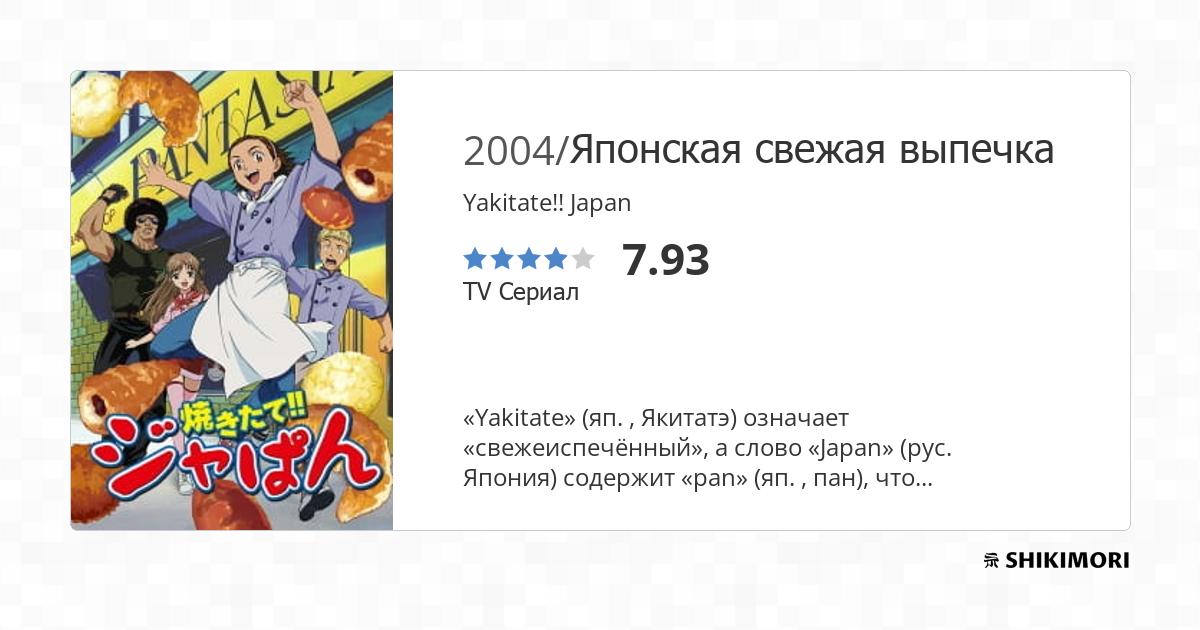 PANTASIA
焼きたて!!
ジャぱん
2004/Японская свежая выпечка
Yakitate!! Japan
7.93
TV Сериал
«Yakitate» (яп. , Якитатэ) означает
«свежеиспечённый», а слово «Japan» (рус.
Япония) содержит «pan» (яп. , пан), что...
SHIKIMORI